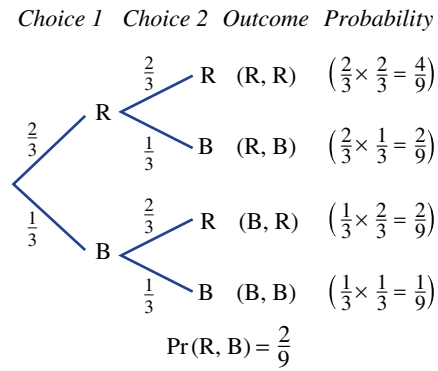 Choice 1 Choice 2 Outcome Probability
2/3 R (R, R) (2/3 × 2/3 = 4/9)
2/3 R
1/3 B (R, B) (2/3 × 1/3 = 2/9)
2/3 R (B, R) (1/3 × 2/3 = 2/9)
1/3 B
1/3 B (B, B) (1/3 × 1/3 = 1/9)
Pr(R, B) = 2/9